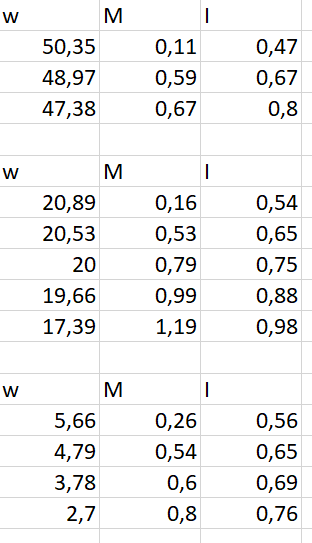 w M I
50,35 0,11 0,47
48,97 0,59 0,67
47,38 0,67 0,8
w M I
20,89 0,16 0,54
20,53 0,53 0,65
20 0,79 0,75
19,66 0,99 0,88
17,39 1,19 0,98
w M I
5,66 0,26 0,56
4,79 0,54 0,65
3,78 0,6 0,69
2,7 0,8 0,76